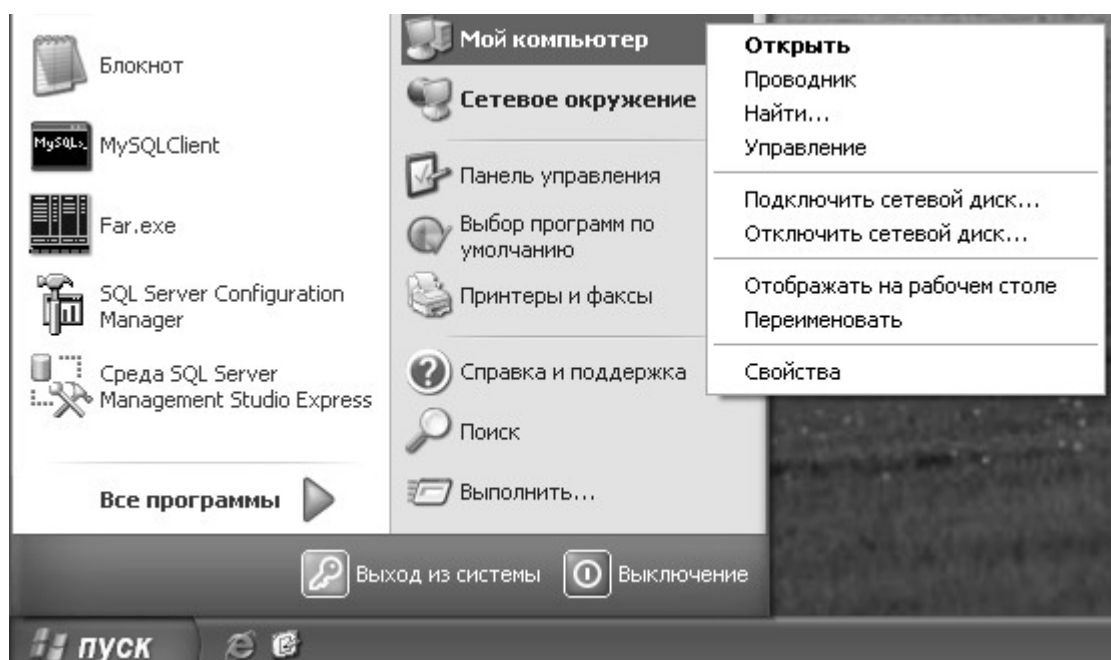 Блокнот
MySQL>
MySQLClient
Far.exe
SQL Server Configuration
Manager
Среда SQL Server
Management Studio Express
Все программы
Мой компьютер
Сетевое окружение
Панель управления
Выбор программ по
умолчанию
Принтеры и факсы
Справка и поддержка
Поиск
Выполнить...
Открыть
Проводник
Найти...
Управление
Подключить сетевой диск...
Отключить сетевой диск...
Отображать на рабочем столе
Переименовать
Свойства
Выход из системы
Выключение
пуск